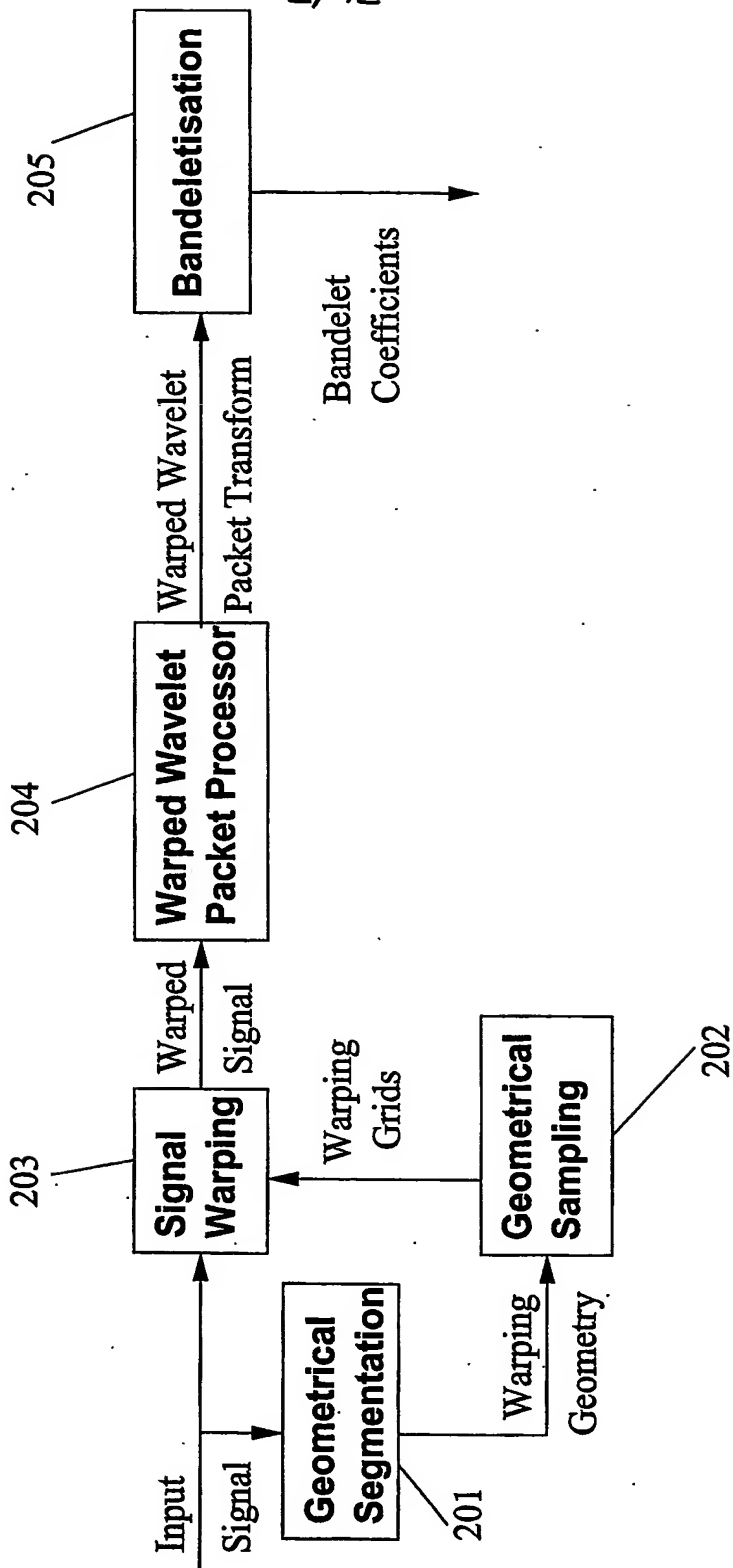 Input
Signal
Geometrical
Segmentation
201
Warping
Geometry
Geometrical
Sampling
202
Warping
Grids
203
Signal
Warping
Warped
Signal
204
Warped Wavelet
Packet Processor
Warped Wavelet
Packet Transform
205
Bandeletisation
Bandelet
Coefficients